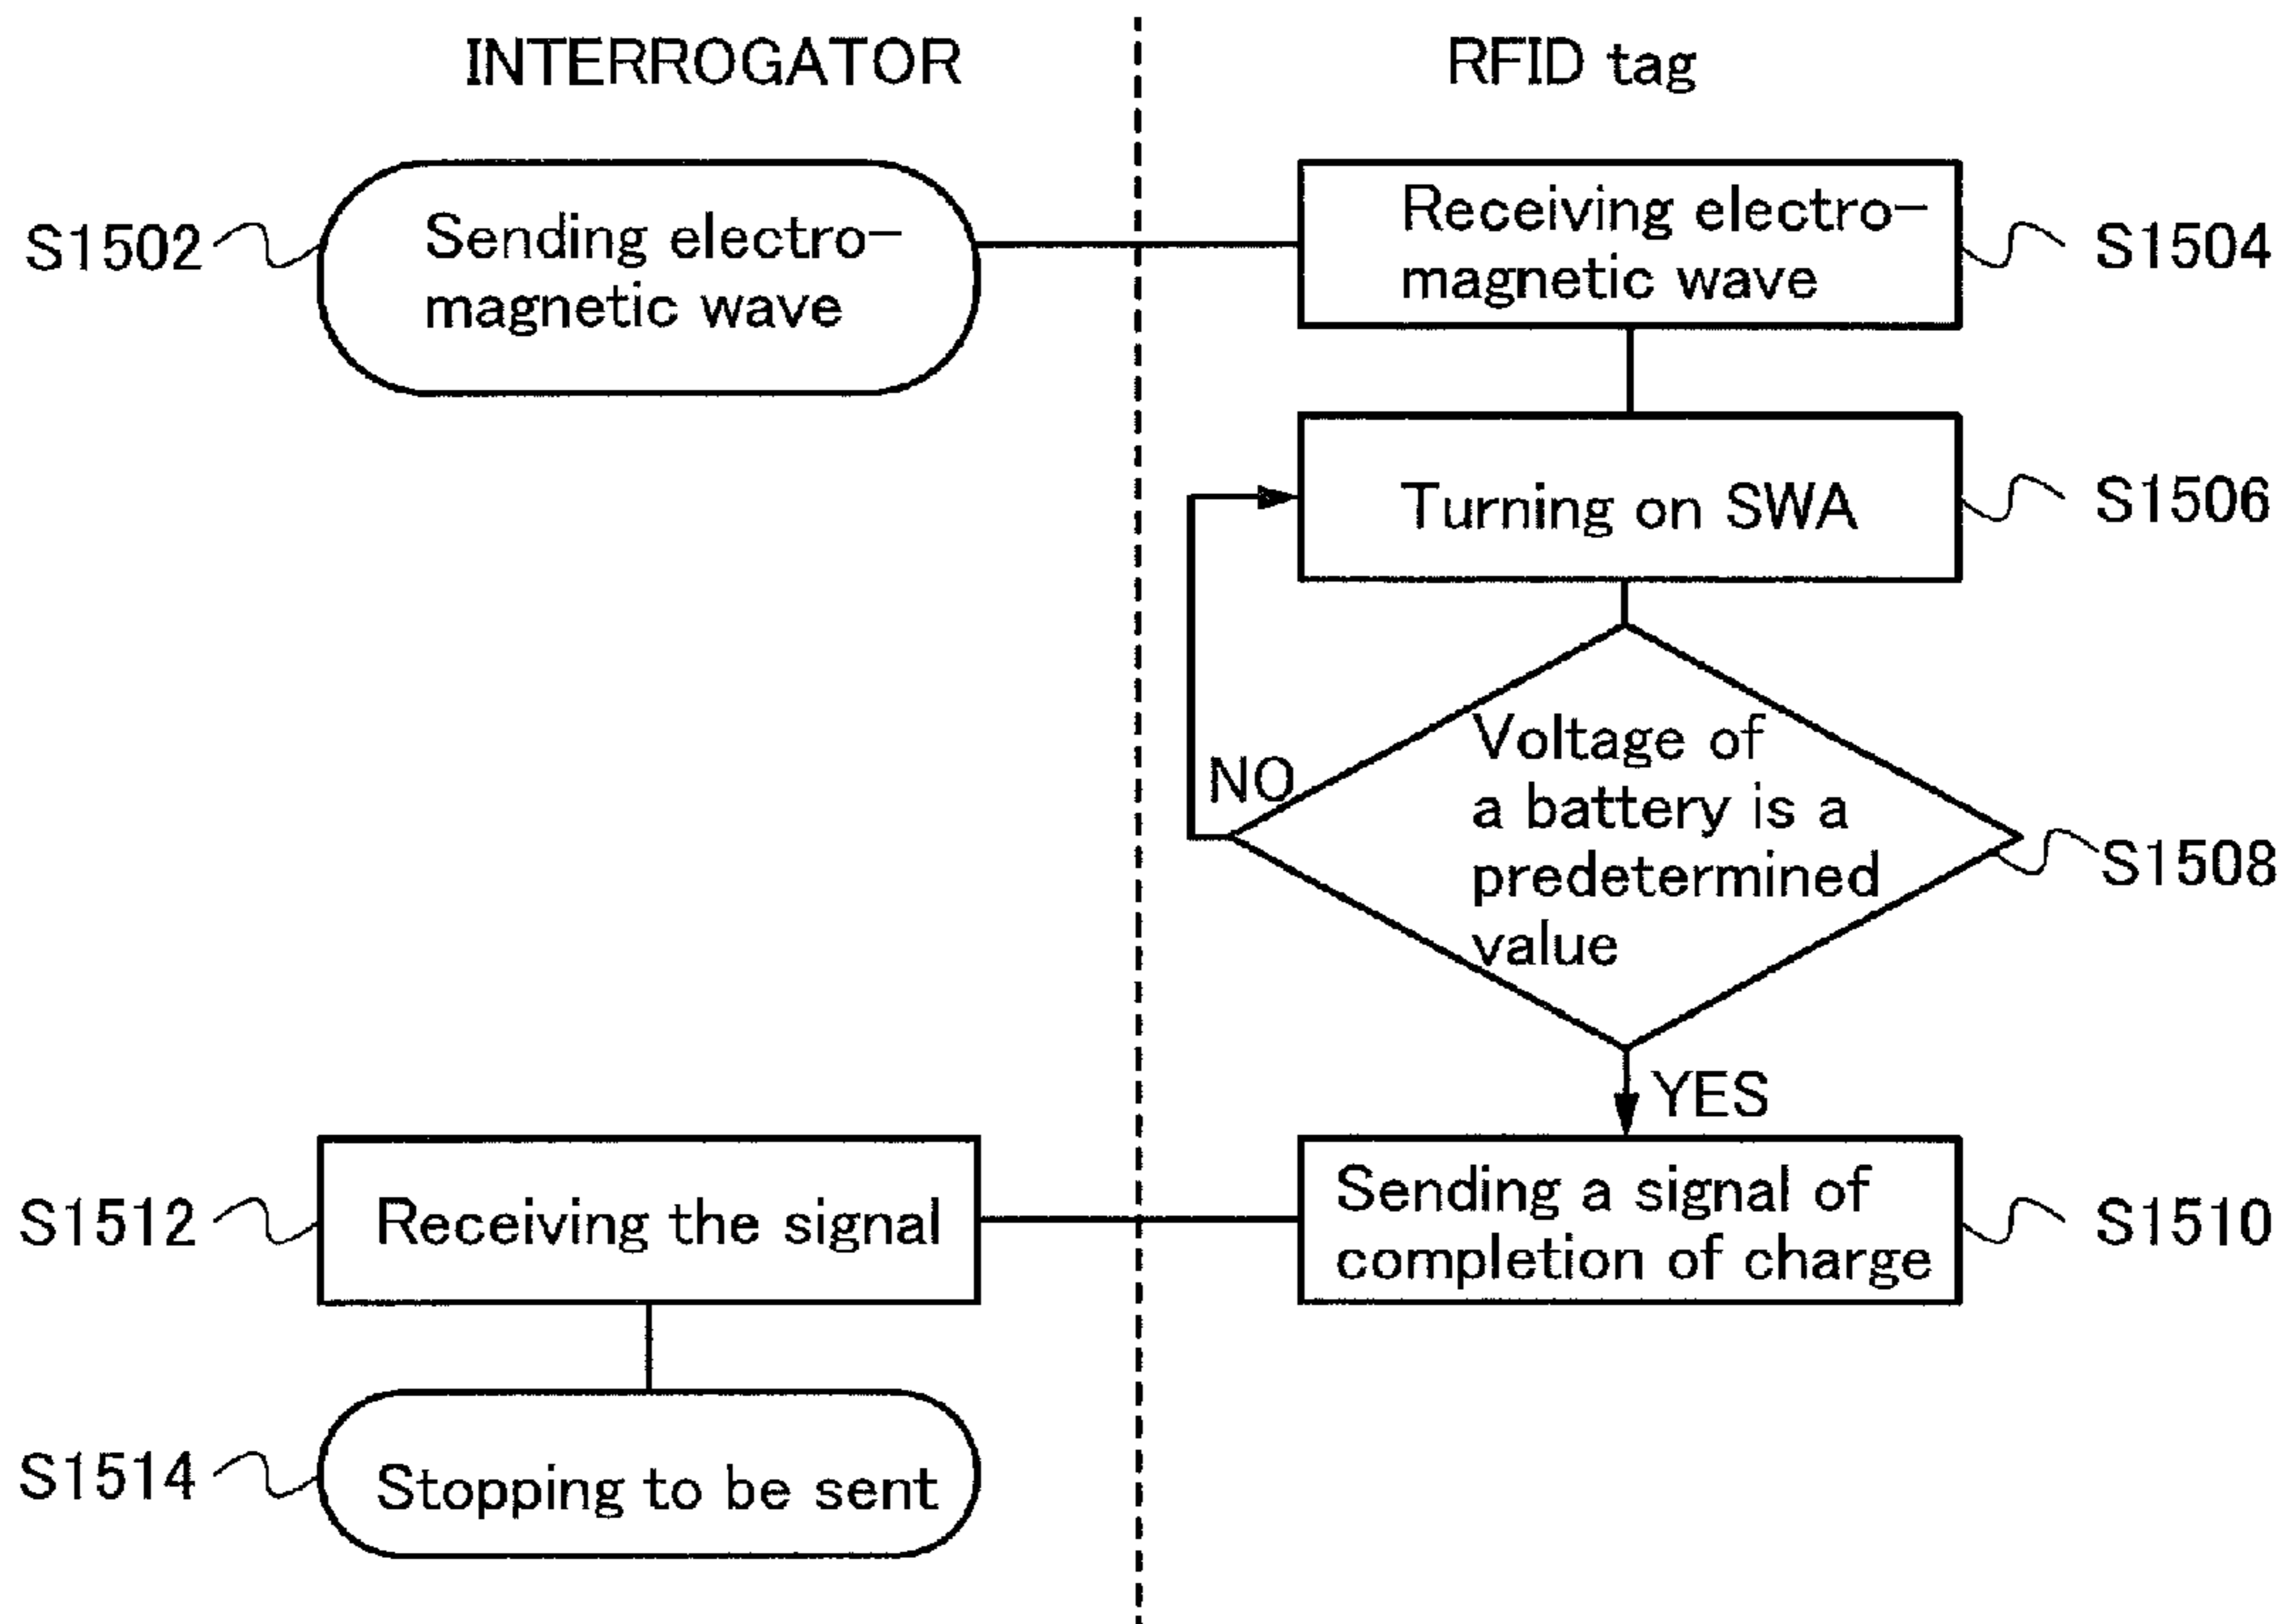 INTERROGATOR
RFID tag
S1502
Sending electro-
magnetic wave
Receiving electro-
magnetic wave
S1504
Turning on SWA
S1506
NO
Voltage of
a battery is a
predetermined
value
S1508
YES
S1512
Receiving the signal
Sending a signal of
completion of charge
S1510
S1514
Stopping to be sent